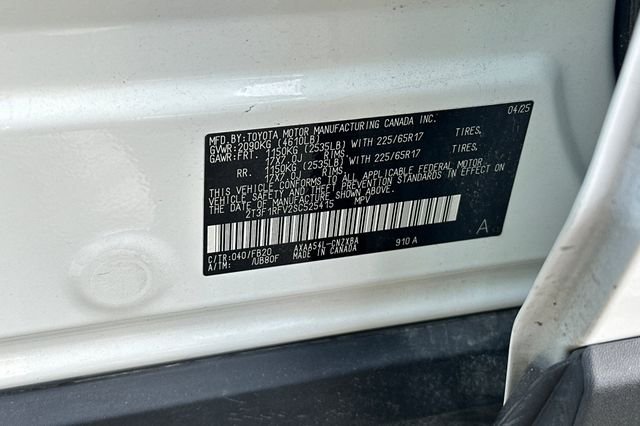 MFD.BY:TOYOTA MOTOR MANUFACTURING CANADA INC. 04/25
GVWR:2090KG (4610LB)
GAWR:FRT. 1150KG (2535LB) WITH 225/65R17 TIRES,
17X7.0J RIMS.
RR. 1150KG (2535LB) WITH 225/65R17 TIRES,
17X7.0J RIMS.
THIS VEHICLE CONFORMS TO ALL APPLICABLE FEDERAL MOTOR
VEHICLE SAFETY AND THEFT PREVENTION STANDARDS IN EFFECT ON
THE DATE OF MANUFACTURE SHOWN ABOVE.
2T3F1RFV2SC525415 MPV
A
C/TR:040/FB20 AXAA54L-CNZXBA 910A
A/TM: /UB80F MADE IN CANADA